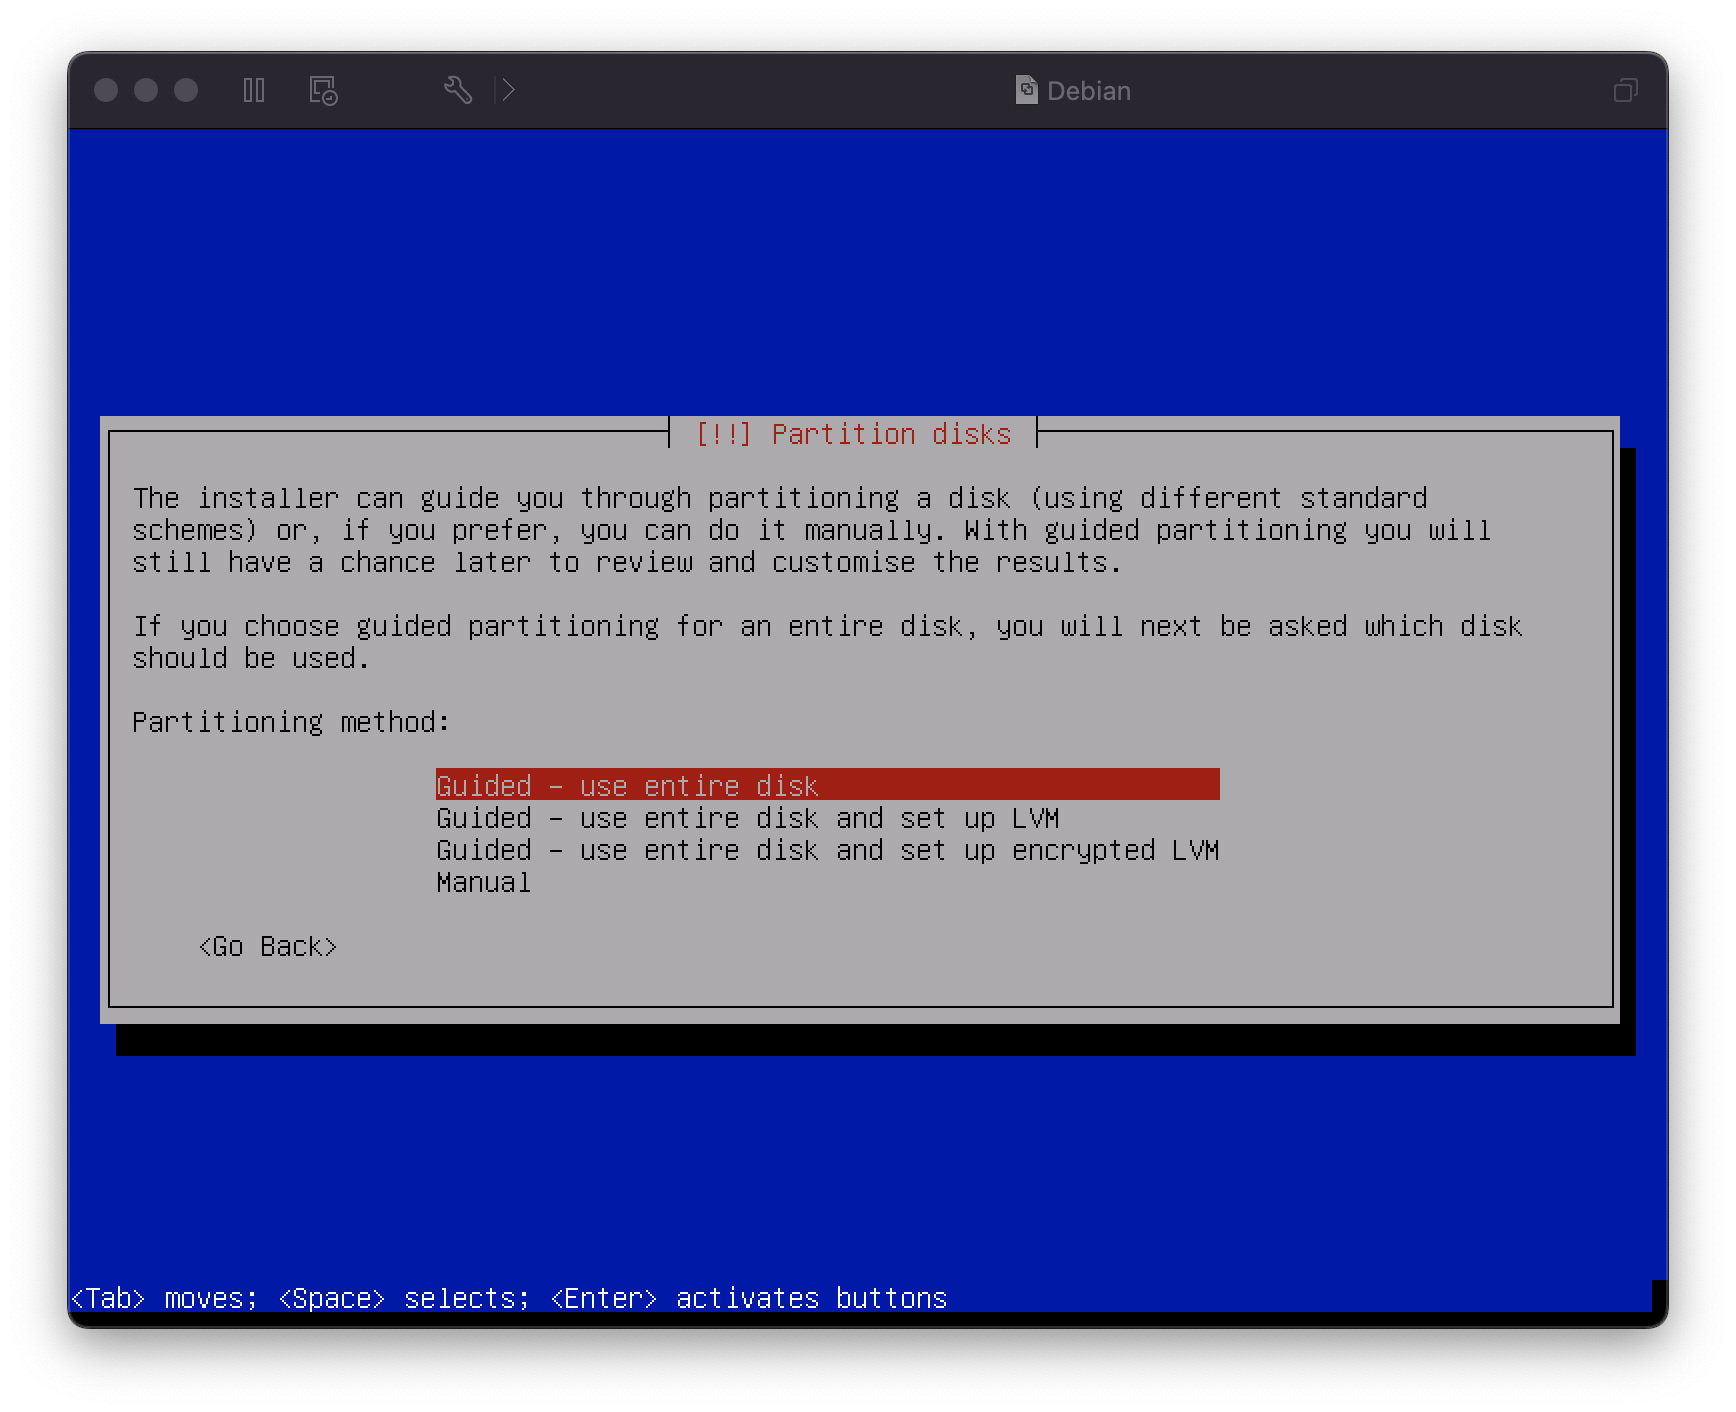 Debian
[!!] Partition disks
The installer can guide you through partitioning a disk (using different standard
schemes) or, if you prefer, you can do it manually. With guided partitioning you will
still have a chance later to review and customise the results.
If you choose guided partitioning for an entire disk, you will next be asked which disk
should be used.
Partitioning method:
Guided - use entire disk
Guided - use entire disk and set up LVM
Guided - use entire disk and set up encrypted LVM
Manual
<Go Back>
<Tab> moves; <Space> selects; <Enter> activates buttons